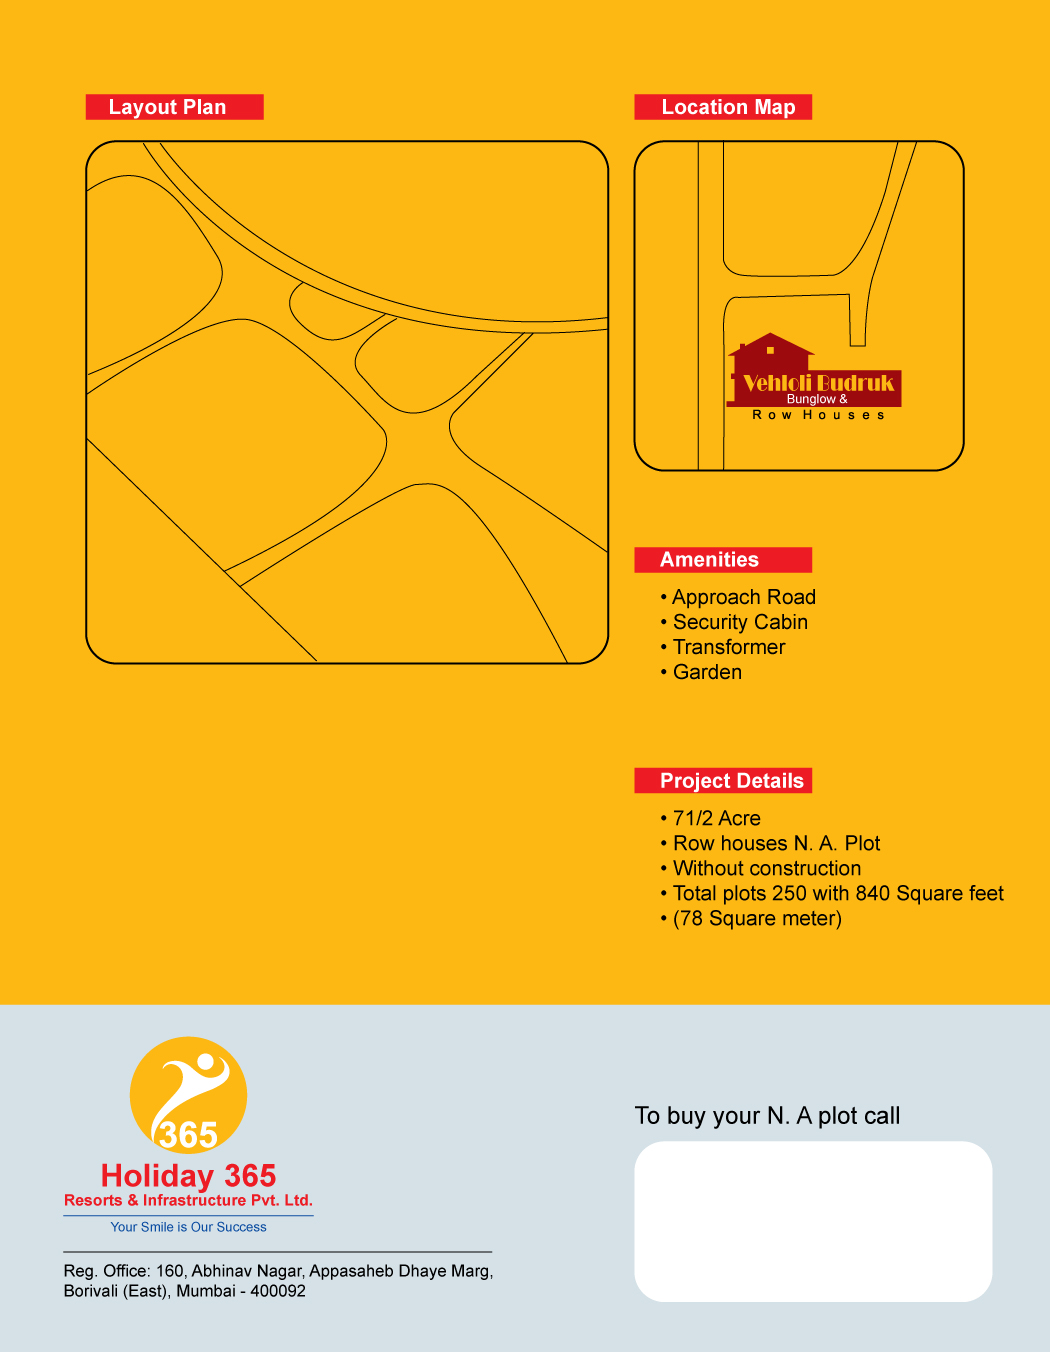 Layout Plan
Location Map
Vehloli Budruk
Bunglow &
Row Houses
Amenities
• Approach Road
• Security Cabin
• Transformer
• Garden
Project Details
• 71/2 Acre
• Row houses N. A. Plot
• Without construction
• Total plots 250 with 840 Square feet
• (78 Square meter)
365
Holiday 365
Resorts & Infrastructure Pvt. Ltd.
Your Smile is Our Success
Reg. Office: 160, Abhinav Nagar, Appasaheb Dhaye Marg,
Borivali (East), Mumbai - 400092
To buy your N. A plot call